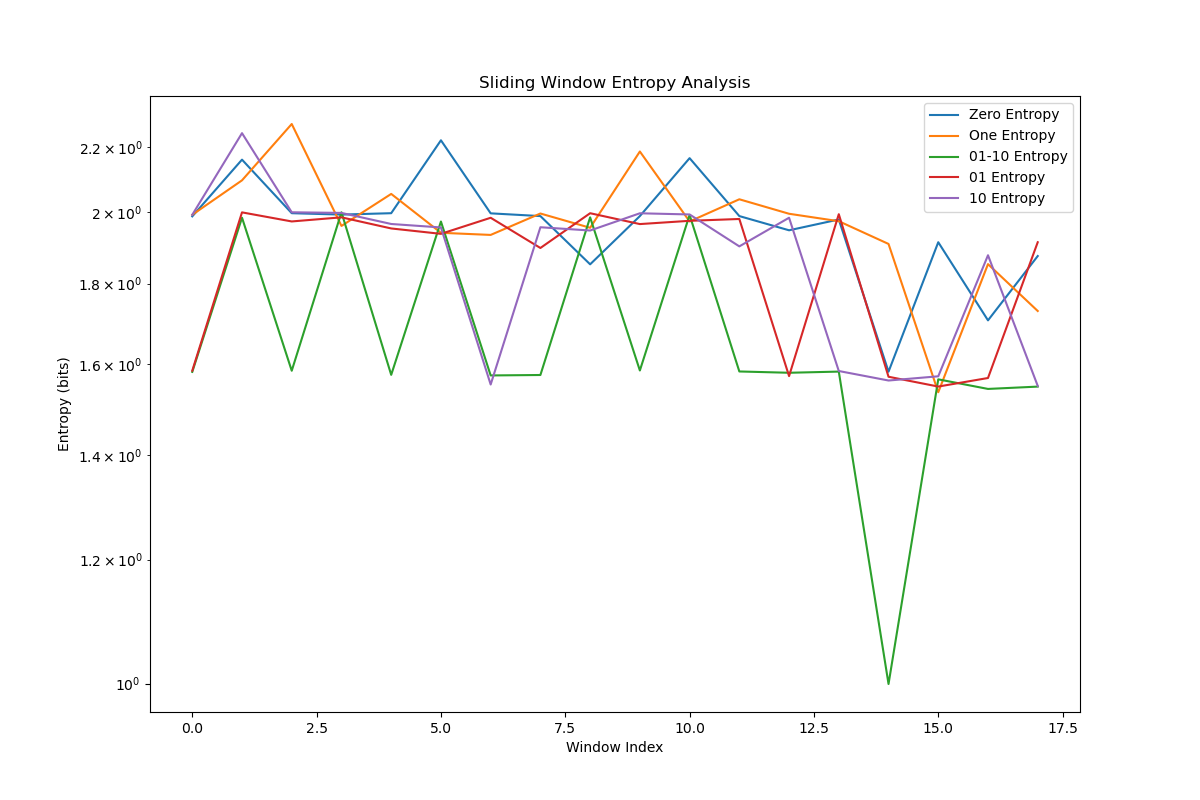 Sliding Window Entropy Analysis
Zero Entropy
One Entropy
01-10 Entropy
01 Entropy
10 Entropy
2.2 × 10⁰
2 × 10⁰
1.8 × 10⁰
1.6 × 10⁰
1.4 × 10⁰
1.2 × 10⁰
10⁰
Entropy (bits)
0.0 2.5 5.0 7.5 10.0 12.5 15.0 17.5
Window Index